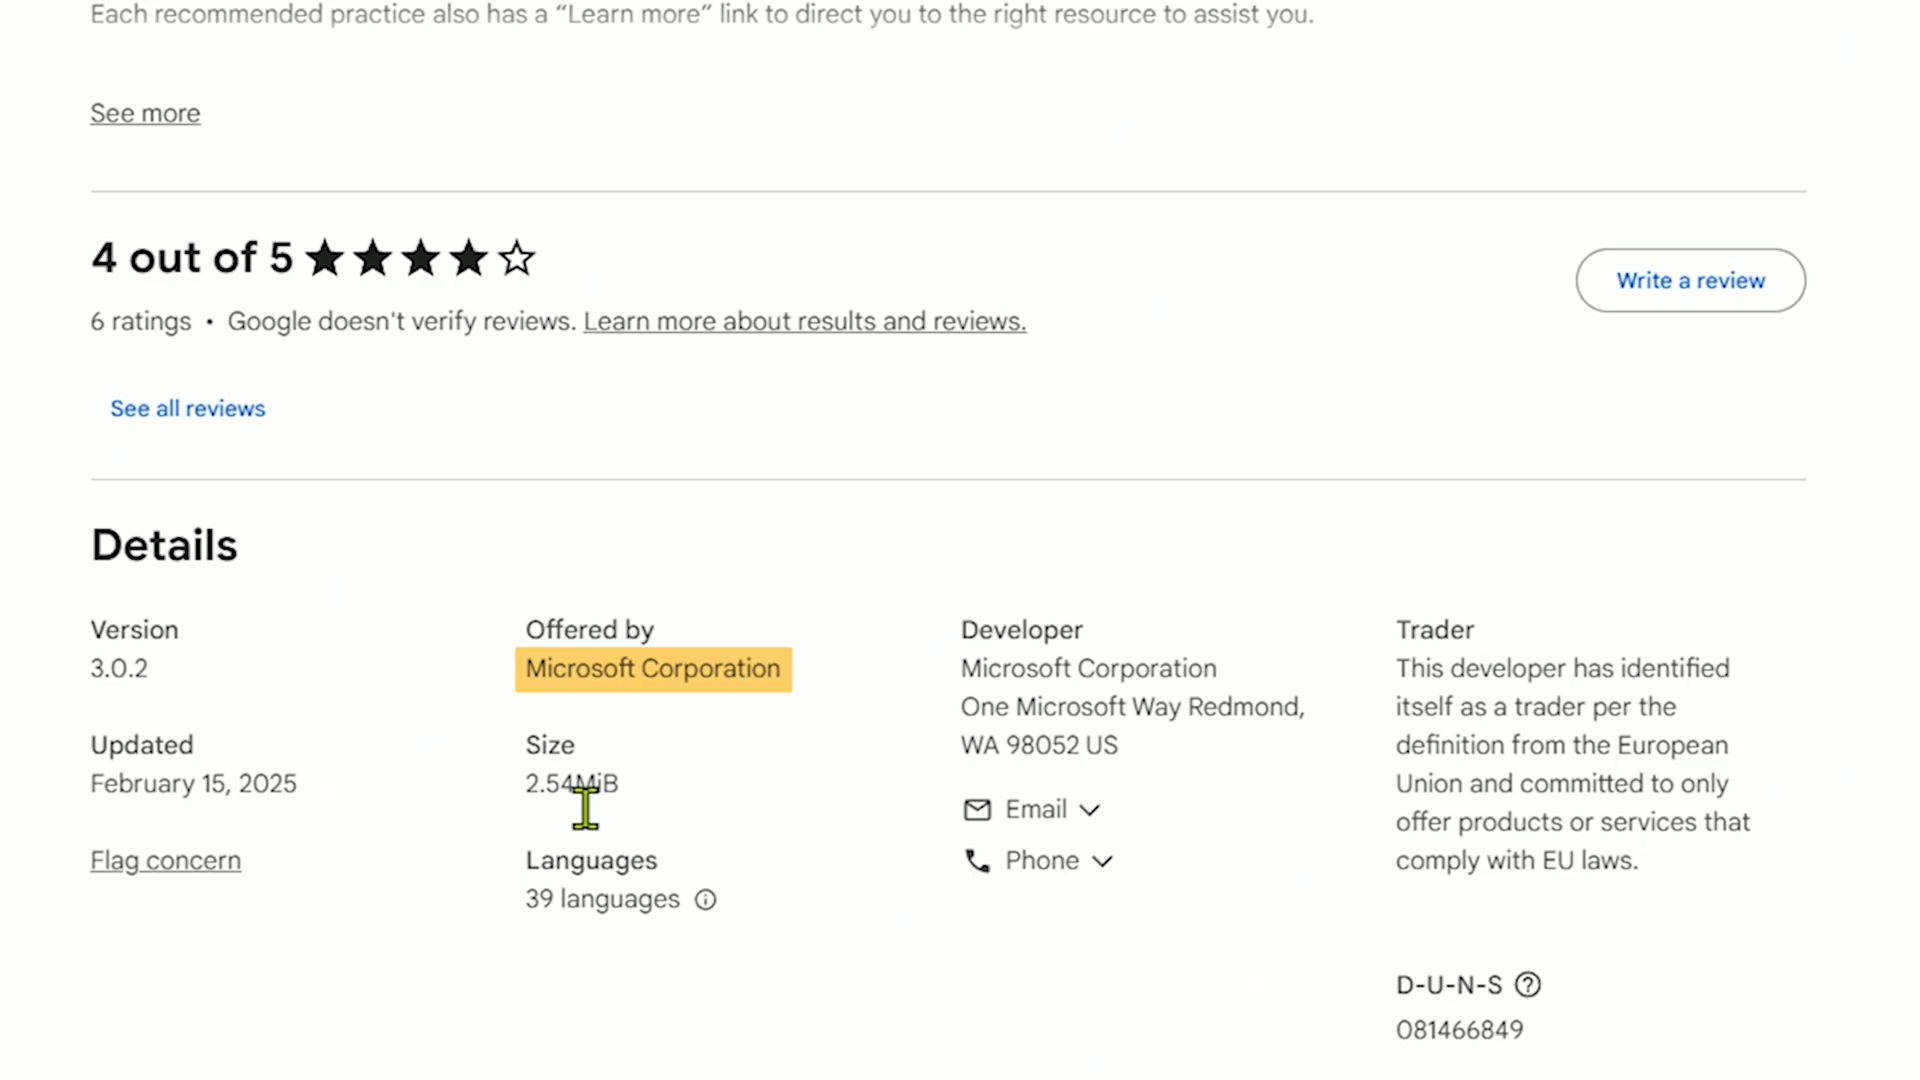 Each recommended practice also has a “Learn more” link to direct you to the right resource to assist you.
See more
4 out of 5
Write a review
6 ratings • Google doesn't verify reviews. Learn more about results and reviews.
See all reviews
Details
Version
3.0.2
Updated
February 15, 2025
Flag concern
Offered by
Microsoft Corporation
Size
2.54MiB
Languages
39 languages
Developer
Microsoft Corporation
One Microsoft Way Redmond,
WA 98052 US
Email
Phone
Trader
This developer has identified
itself as a trader per the
definition from the European
Union and committed to only
offer products or services that
comply with EU laws.
D-U-N-S
081466849